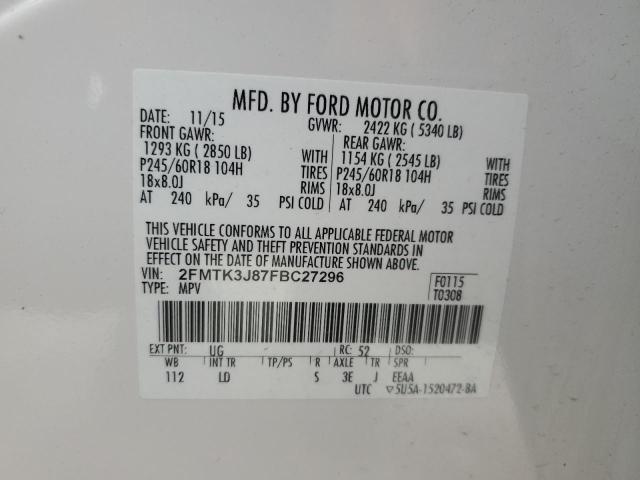 MFD. BY FORD MOTOR CO.
DATE: 11/15 GVWR: 2422 KG ( 5340 LB)
FRONT GAWR: REAR GAWR:
1293 KG ( 2850 LB) WITH 1154 KG ( 2545 LB) WITH
P245/60R18 104H TIRES P245/60R18 104H TIRES
18x8.0J RIMS 18x8.0J RIMS
AT 240 kPa/ 35 PSI COLD AT 240 kPa/ 35 PSI COLD
THIS VEHICLE CONFORMS TO ALL APPLICABLE FEDERAL MOTOR
VEHICLE SAFETY AND THEFT PREVENTION STANDARDS IN
EFFECT ON THE DATE OF MANUFACTURE SHOWN ABOVE.
VIN: 2FMTK3J87FBC27296 F0115
TYPE: MPV T0308
EXT PNT: UG RC: 52 DSO:
WB INT TR TP/PS R AXLE TR SPR
112 LD S 3E J EEAA
UTC ▽5U5A-1520472-BA